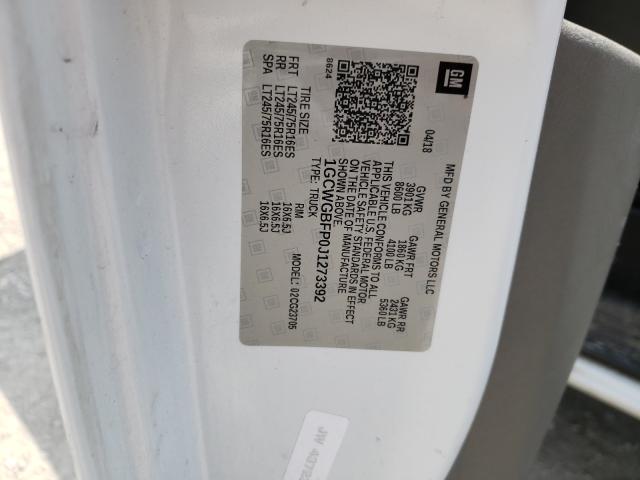 GM
MFD BY GENERAL MOTORS LLC
04/18
GVWR GAWR FRT GAWR RR
3901 KG 1860 KG 2431 KG
8600 LB 4100 LB 5360 LB
THIS VEHICLE CONFORMS TO ALL
APPLICABLE U.S. FEDERAL MOTOR
VEHICLE SAFETY STANDARDS IN EFFECT
ON THE DATE OF MANUFACTURE
SHOWN ABOVE.
1GCWGBFP0J1273392
TYPE: TRUCK MODEL: 02CG23705
8624
TIRE SIZE RIM
FRT LT245/75R16ES 16X6.5J
RR LT245/75R16ES 16X6.5J
SPA LT245/75R16ES 16X6.5J
JW